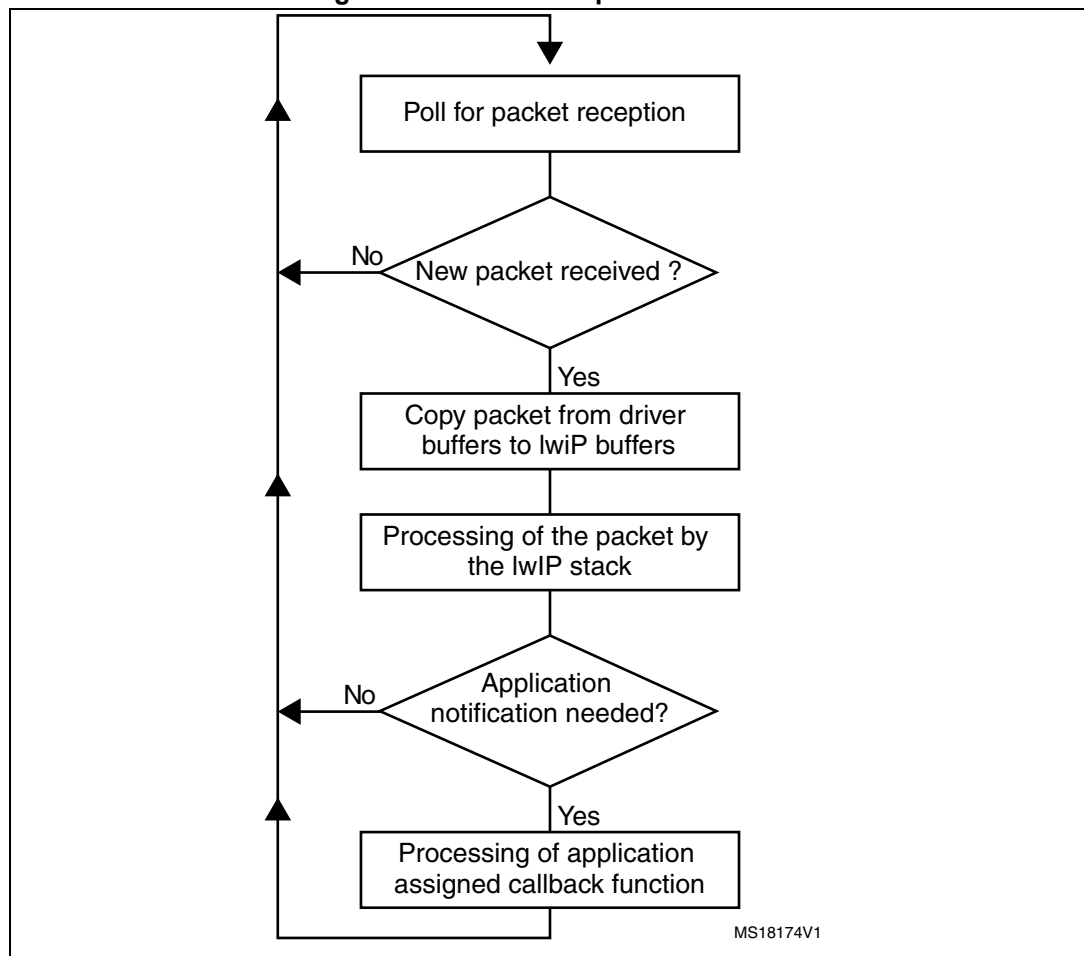 Poll for packet reception
No
New packet received ?
Yes
Copy packet from driver
buffers to lwiP buffers
Processing of the packet by
the lwIP stack
No
Application
notification needed?
Yes
Processing of application
assigned callback function
MS18174V1